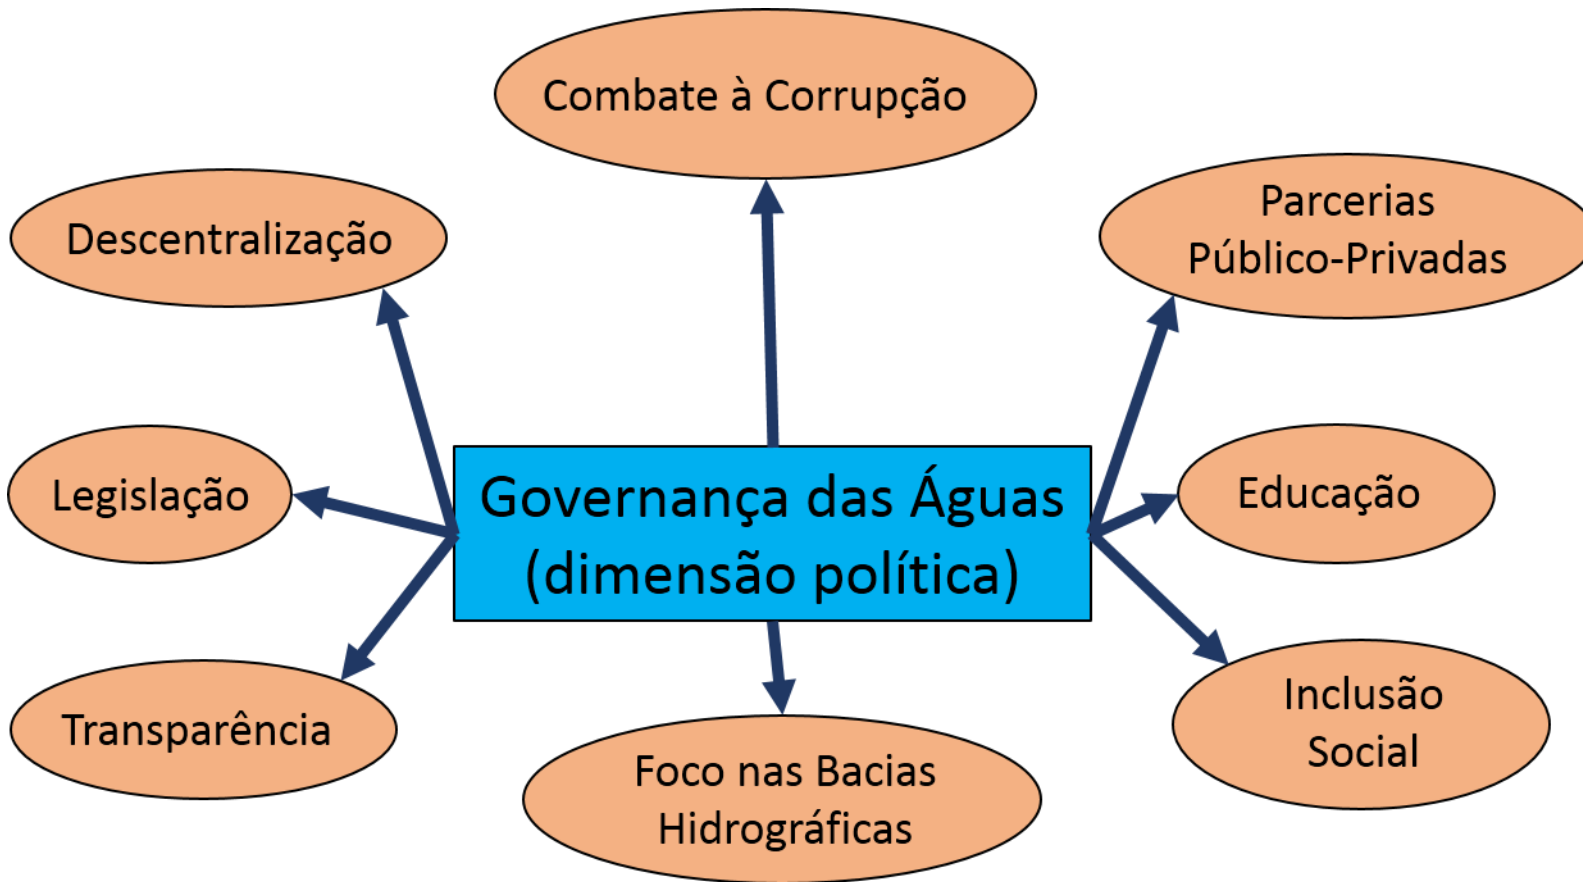 Combate à Corrupção
Descentralização
Parcerias
Público-Privadas
Legislação
Governança das Águas
(dimensão política)
Educação
Transparência
Foco nas Bacias
Hidrográficas
Inclusão
Social